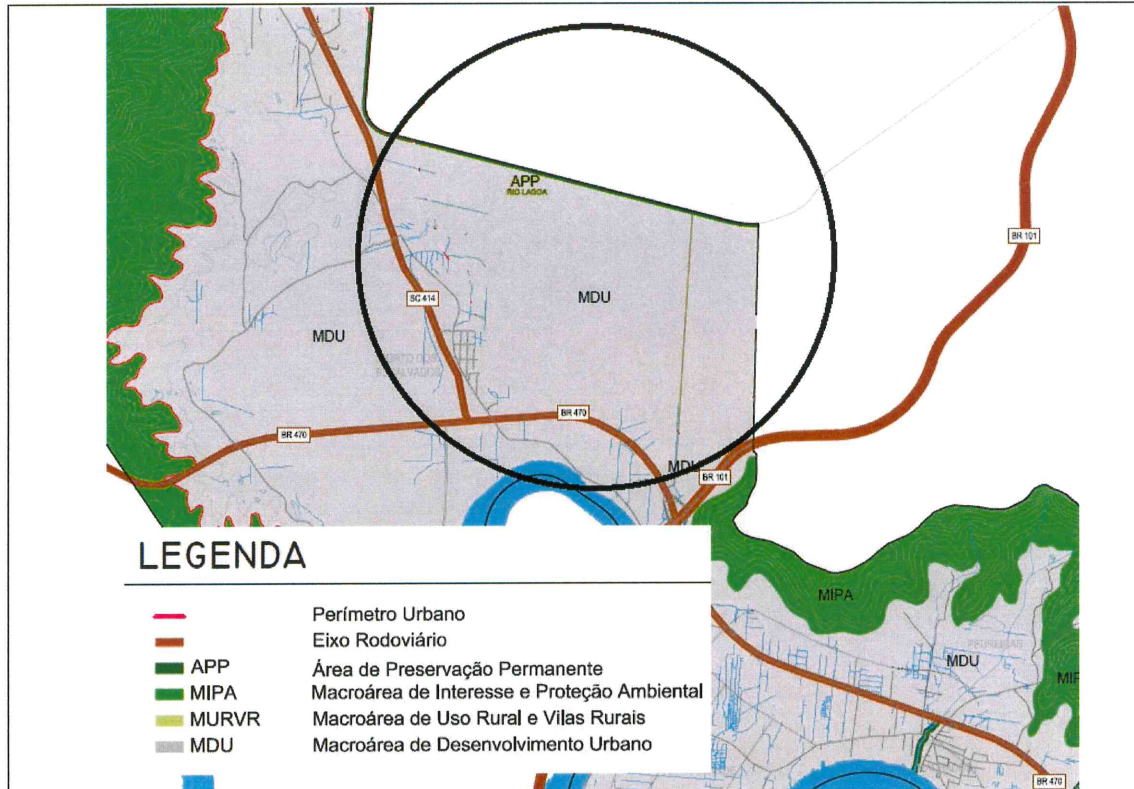 APP
RIO LAGOA
BR 101
MDU
SC 414
MDU
BR 470
BR 470
MDU
BR 101
LEGENDA
Perímetro Urbano
Eixo Rodoviário
APP Área de Preservação Permanente
MIPA Macroárea de Interesse e Proteção Ambiental
MURVR Macroárea de Uso Rural e Vilas Rurais
MDU Macroárea de Desenvolvimento Urbano
MIPA
MDU
BR 470